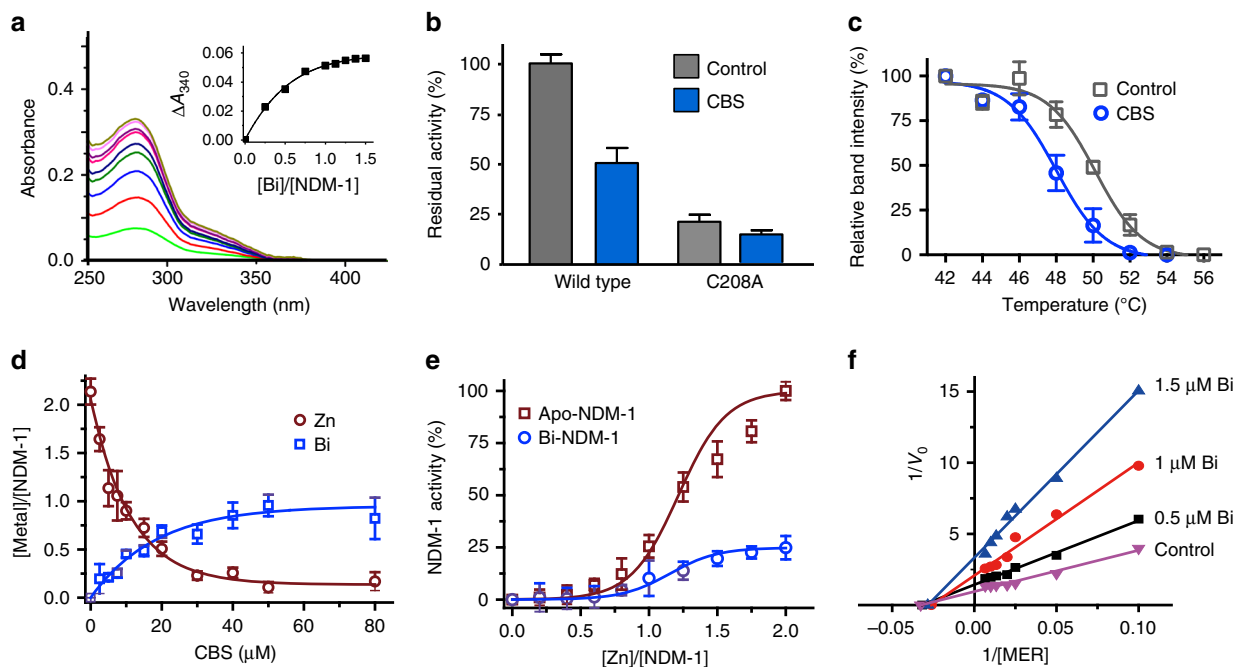 a
Absorbance
0.4
0.2
0.0
250 300 350 400
Wavelength (nm)
ΔA340
0.06
0.04
0.02
0.00
0.0 0.5 1.0 1.5
[Bi]/[NDM-1]
b
Residual activity (%)
100
75
50
25
0
Control
CBS
Wild type C208A
c
Relative band intensity (%)
100
75
50
25
0
Control
CBS
42 44 46 48 50 52 54 56
Temperature (°C)
d
[Metal]/[NDM-1]
2.0
1.5
1.0
0.5
0.0
Zn
Bi
0 20 40 60 80
CBS (μM)
e
NDM-1 activity (%)
100
75
50
25
0
Apo-NDM-1
Bi-NDM-1
0.0 0.5 1.0 1.5 2.0
[Zn]/[NDM-1]
f
1/V0
15
10
5
1.5 μM Bi
1 μM Bi
0.5 μM Bi
Control
−0.05 0.00 0.05 0.10
1/[MER]